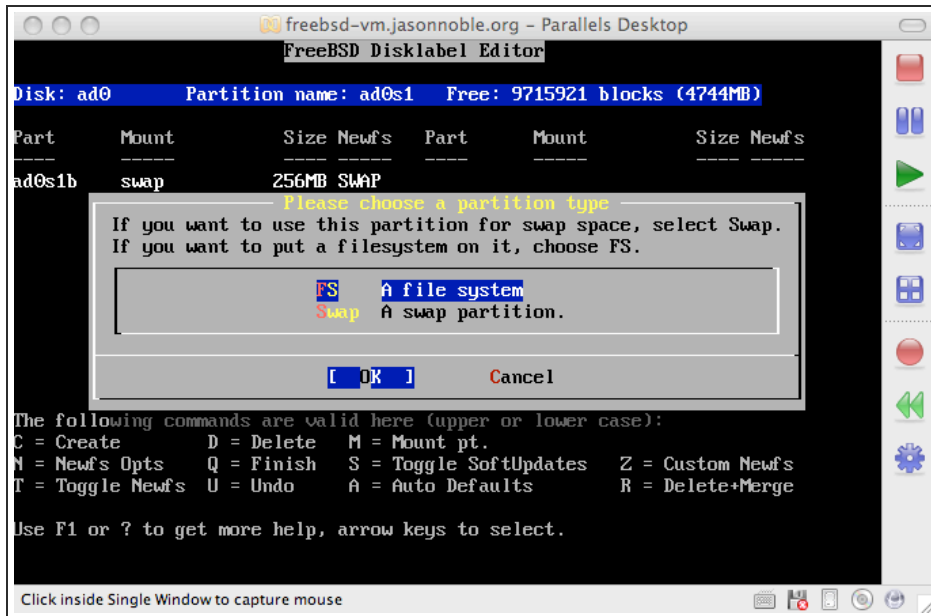 freebsd-vm.jasonnoble.org – Parallels Desktop
FreeBSD Disklabel Editor
Disk: ad0 Partition name: ad0s1 Free: 9715921 blocks (4744MB)
Part Mount Size Newfs Part Mount Size Newfs
---- ----- ---- ----- ---- ----- ---- -----
ad0s1b swap 256MB SWAP
Please choose a partition type
If you want to use this partition for swap space, select Swap.
If you want to put a filesystem on it, choose FS.
FS A file system
Swap A swap partition.
[ OK ] Cancel
The following commands are valid here (upper or lower case):
C = Create D = Delete M = Mount pt.
N = Newfs Opts Q = Finish S = Toggle SoftUpdates Z = Custom Newfs
T = Toggle Newfs U = Undo A = Auto Defaults R = Delete+Merge
Use F1 or ? to get more help, arrow keys to select.
Click inside Single Window to capture mouse